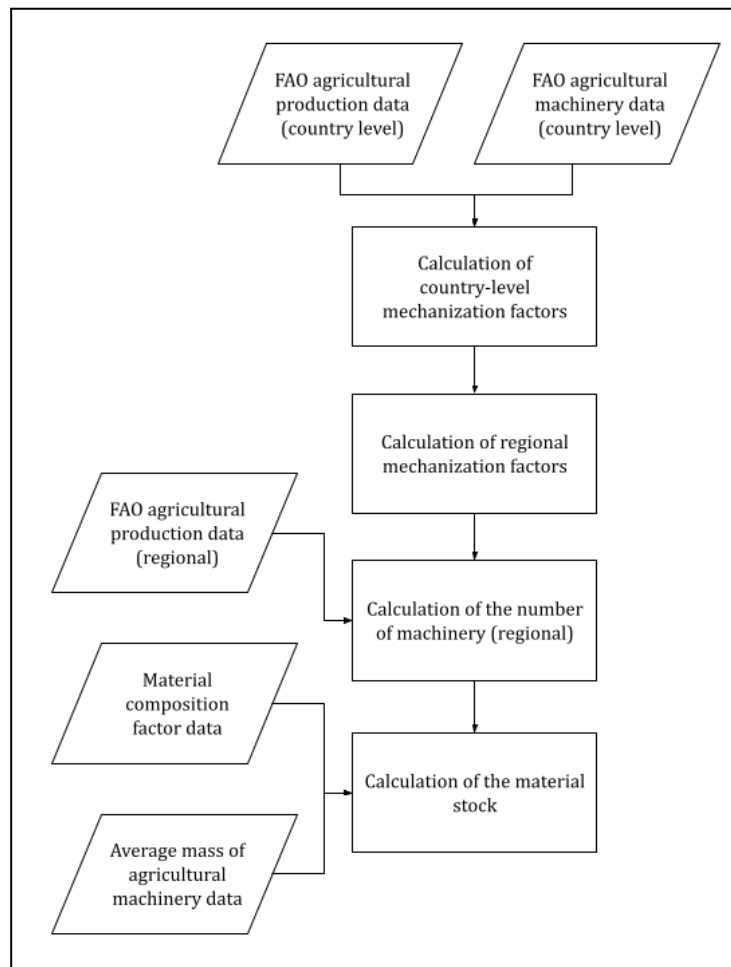 FAO agricultural
production data
(country level)
FAO agricultural
machinery data
(country level)
Calculation of
country-level
mechanization factors
Calculation of regional
mechanization factors
FAO agricultural
production data
(regional)
Calculation of the number
of machinery (regional)
Material
composition
factor data
Calculation of the material
stock
Average mass of
agricultural
machinery data